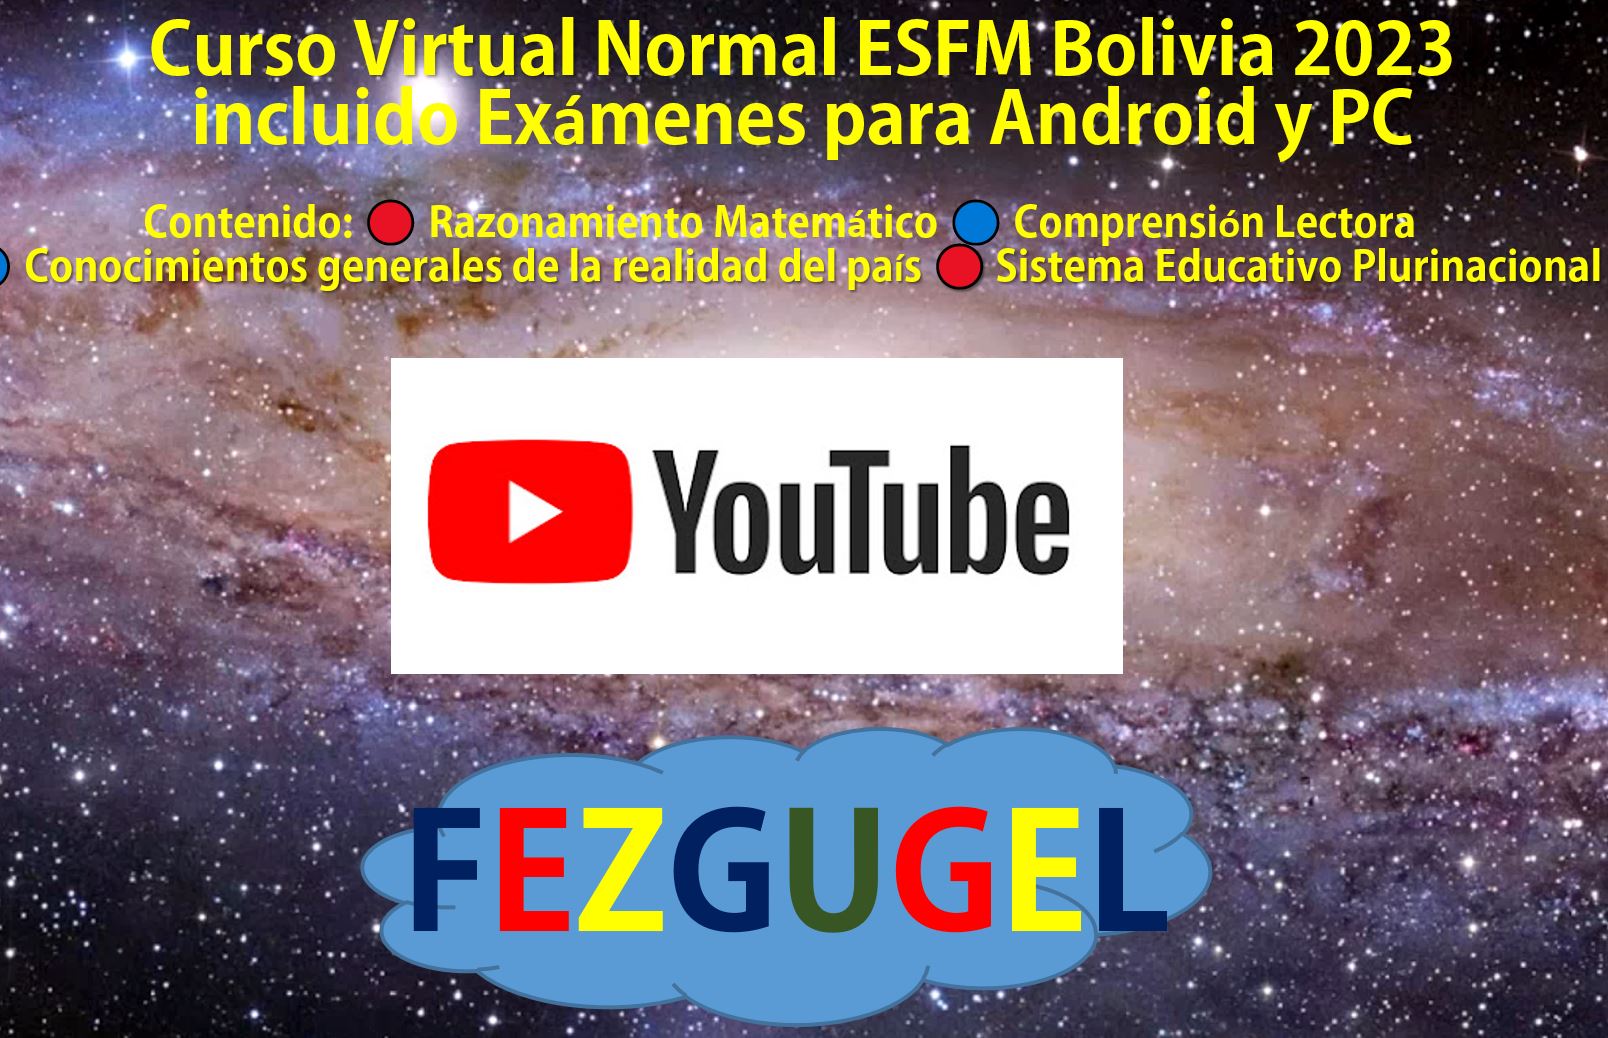 Curso Virtual Normal ESFM Bolivia 2023
incluido Exámenes para Android y PC
Contenido: Razonamiento Matemático Comprensión Lectora
Conocimientos generales de la realidad del país Sistema Educativo Plurinacional
YouTube
FEZGUGEL